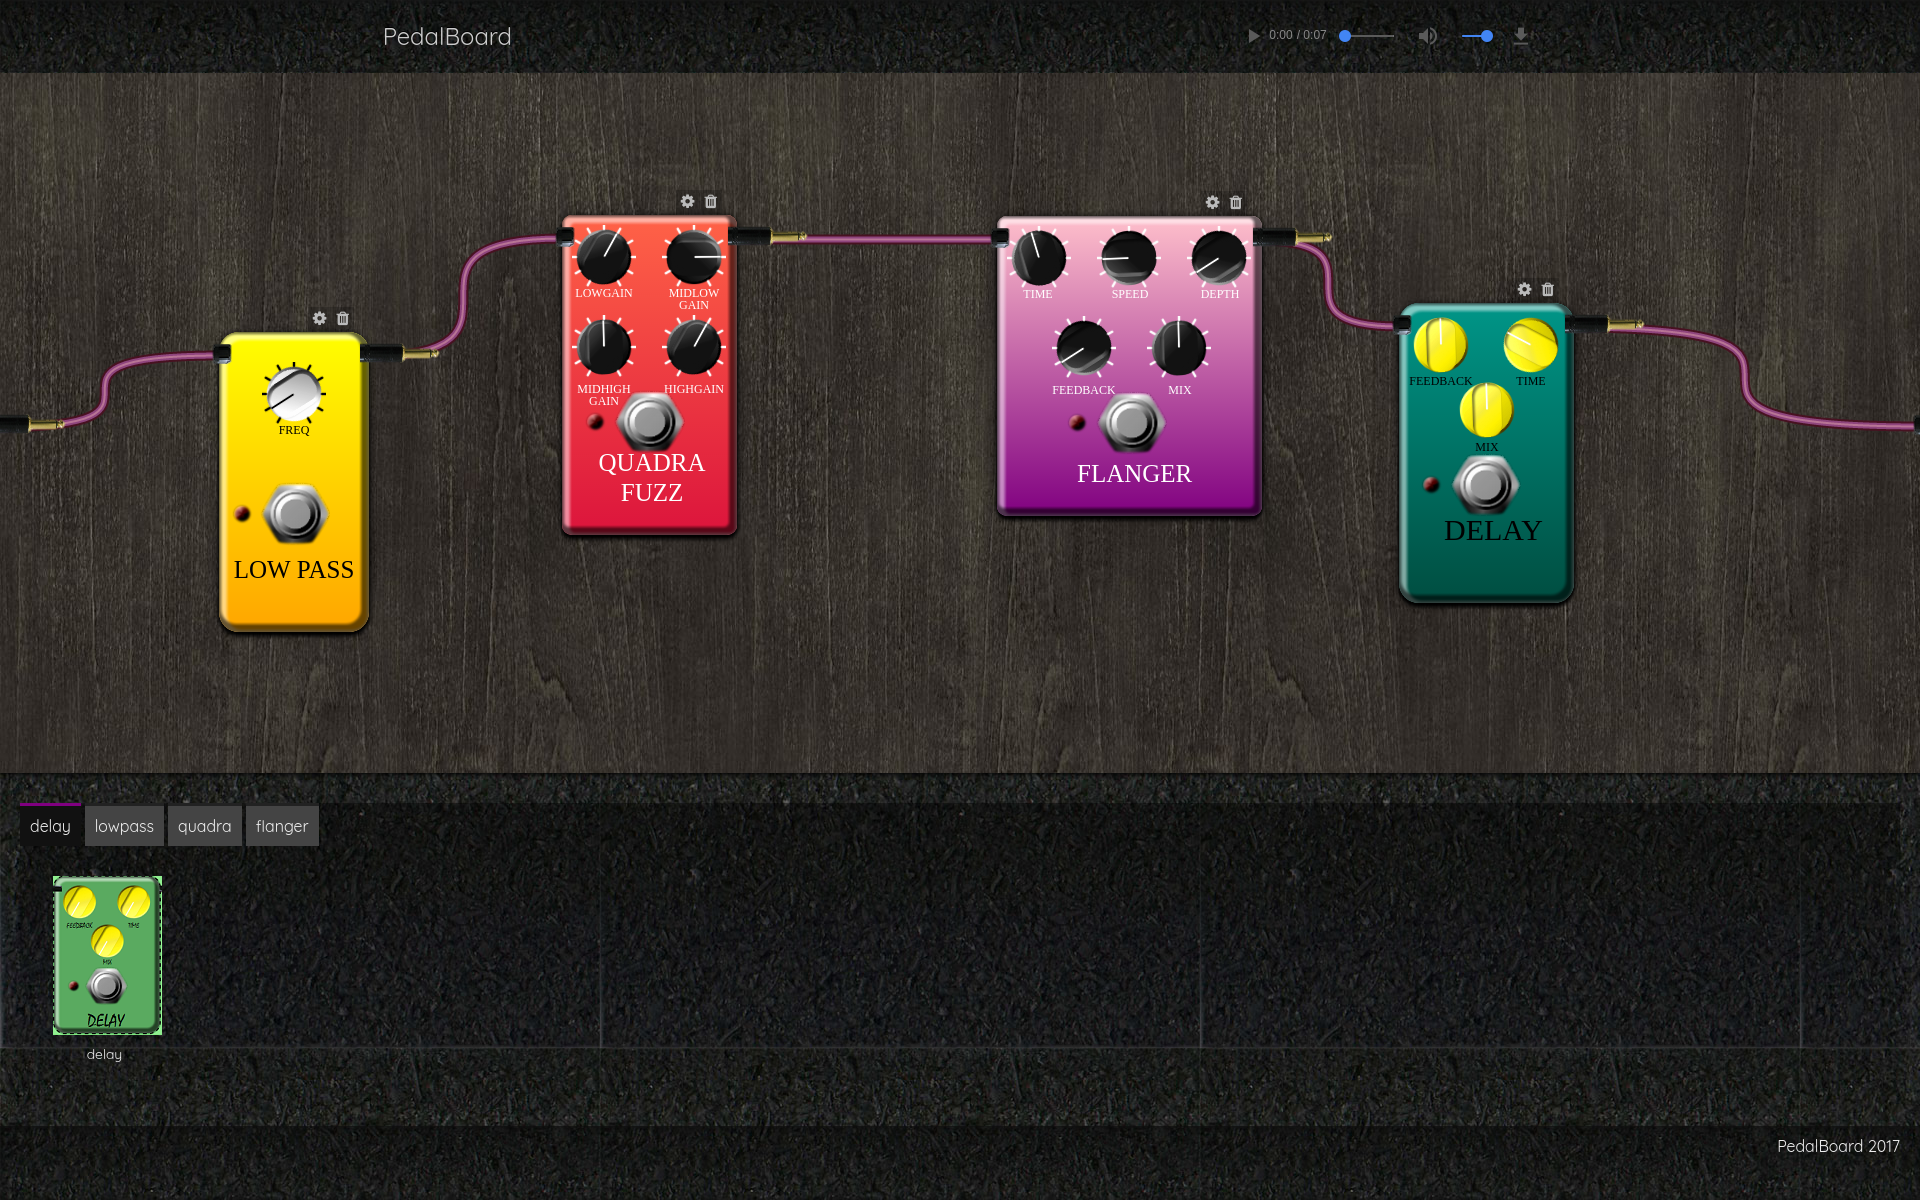 PedalBoard
0:00 / 0:07
LOWGAIN
MIDLOW
GAIN
MIDHIGH
GAIN
HIGHGAIN
QUADRA
FUZZ
TIME
SPEED
DEPTH
FEEDBACK
MIX
FLANGER
FREQ
LOW PASS
FEEDBACK
TIME
MIX
DELAY
delay
lowpass
quadra
flanger
FEEDBACK
TIME
MIX
DELAY
delay
PedalBoard 2017